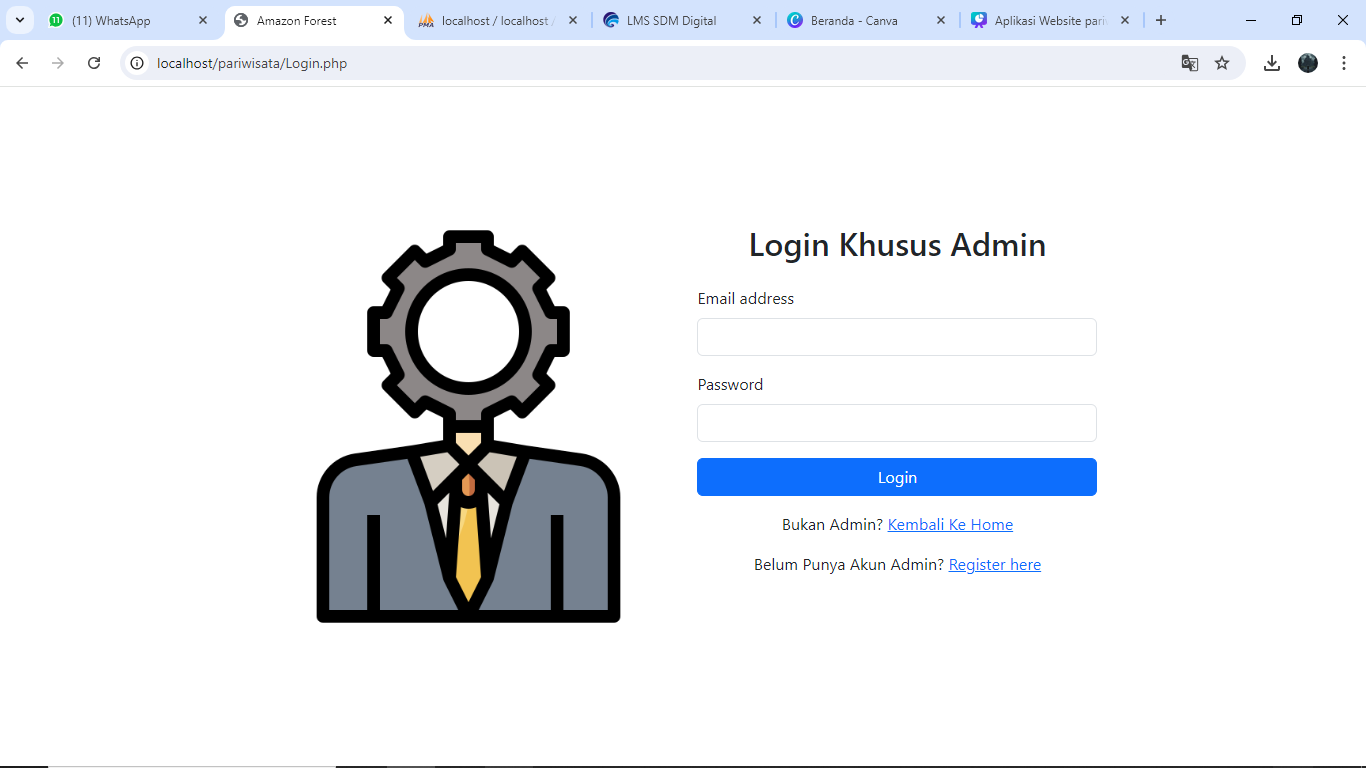 (11) WhatsApp
Amazon Forest
PMA
localhost / localhost /
LMS SDM Digital
Beranda - Canva
Aplikasi Website pari
localhost/pariwisata/Login.php
Login Khusus Admin
Email address
Password
Login
Bukan Admin? Kembali Ke Home
Belum Punya Akun Admin? Register here